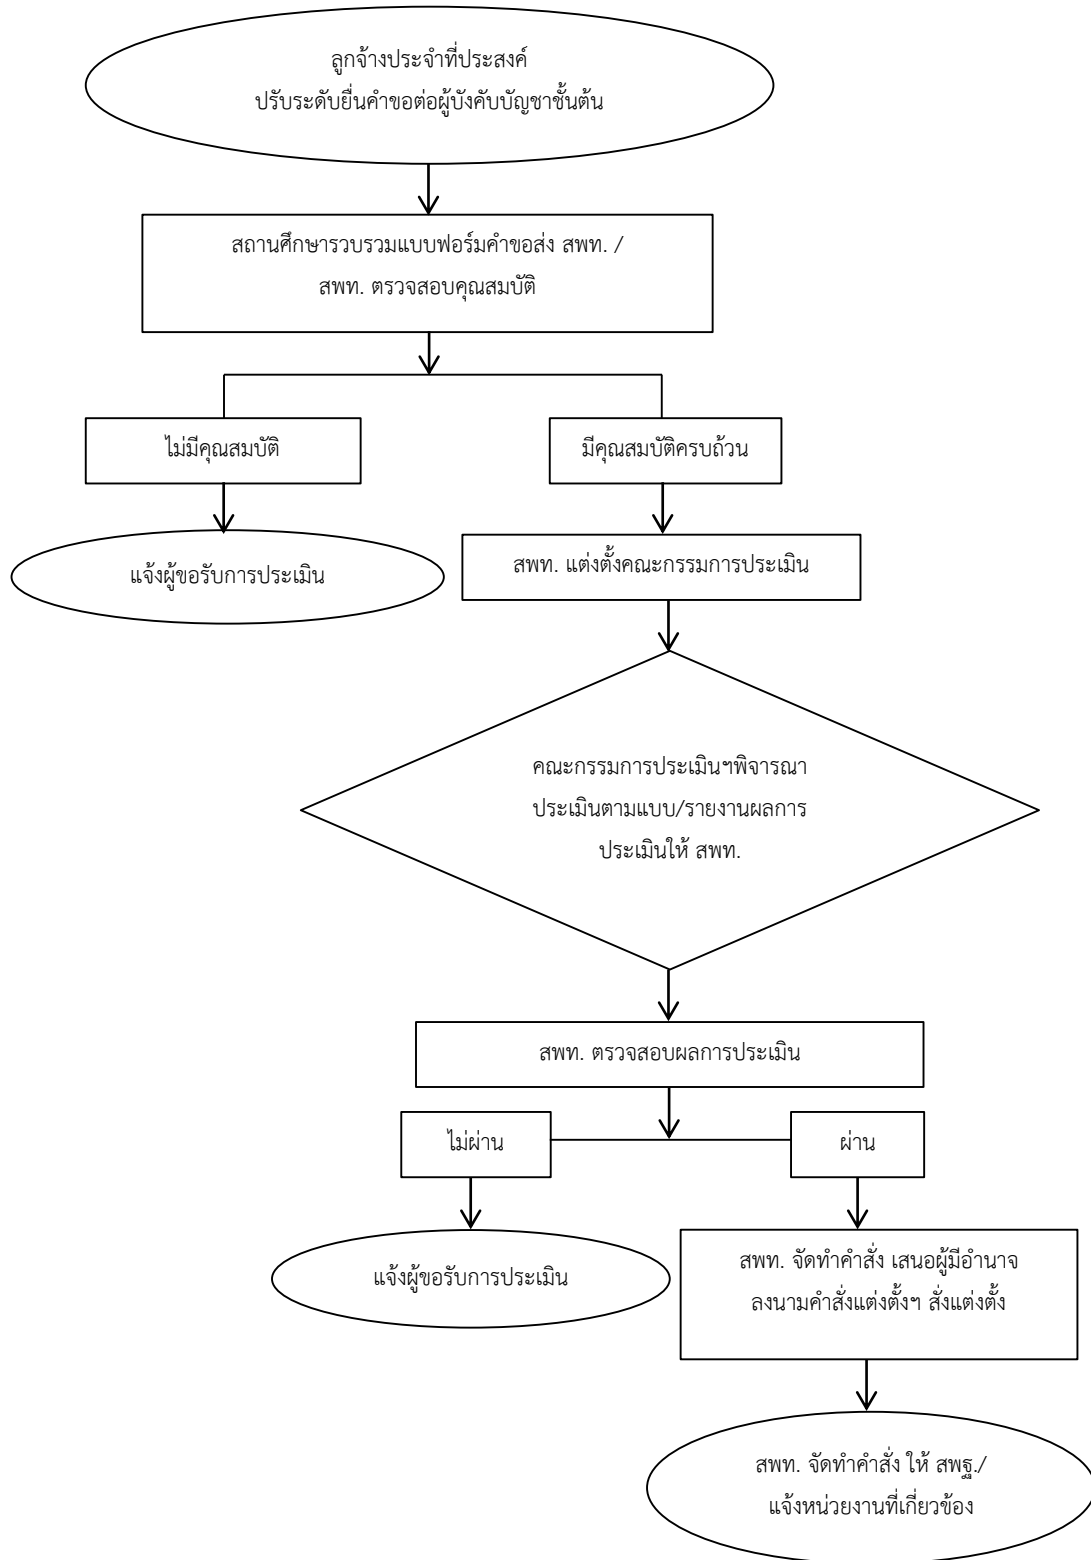 ลูกจ้างประจำที่ประสงค์
ปรับระดับยื่นคำขอต่อผู้บังคับบัญชาชั้นต้น
สถานศึกษารวบรวมแบบฟอร์มคำขอส่ง สพท. /
สพท. ตรวจสอบคุณสมบัติ
ไม่มีคุณสมบัติ
มีคุณสมบัติครบถ้วน
แจ้งผู้ขอรับการประเมิน
สพท. แต่งตั้งคณะกรรมการประเมิน
คณะกรรมการประเมินฯพิจารณา
ประเมินตามแบบ/รายงานผลการ
ประเมินให้ สพท.
สพท. ตรวจสอบผลการประเมิน
ไม่ผ่าน
ผ่าน
แจ้งผู้ขอรับการประเมิน
สพท. จัดทำคำสั่ง เสนอผู้มีอำนาจ
ลงนามคำสั่งแต่งตั้งฯ สั่งแต่งตั้ง
สพท. จัดทำคำสั่ง ให้ สพฐ./
แจ้งหน่วยงานที่เกี่ยวข้อง